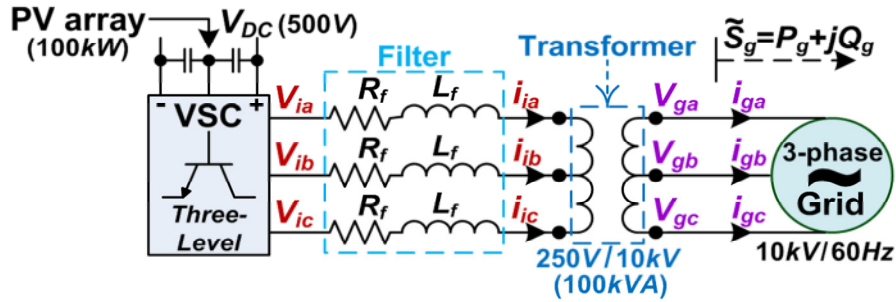 PV array
(100kW)
V_DC (500V)
S̃_g=P_g+jQ_g
Filter
Transformer
- +
VSC
Three-
Level
V_ia R_f L_f i_ia V_ga i_ga
V_ib R_f L_f i_ib V_gb i_gb
V_ic R_f L_f i_ic V_gc i_gc
3-phase
~
Grid
250V/10kV
(100kVA)
10kV/60Hz